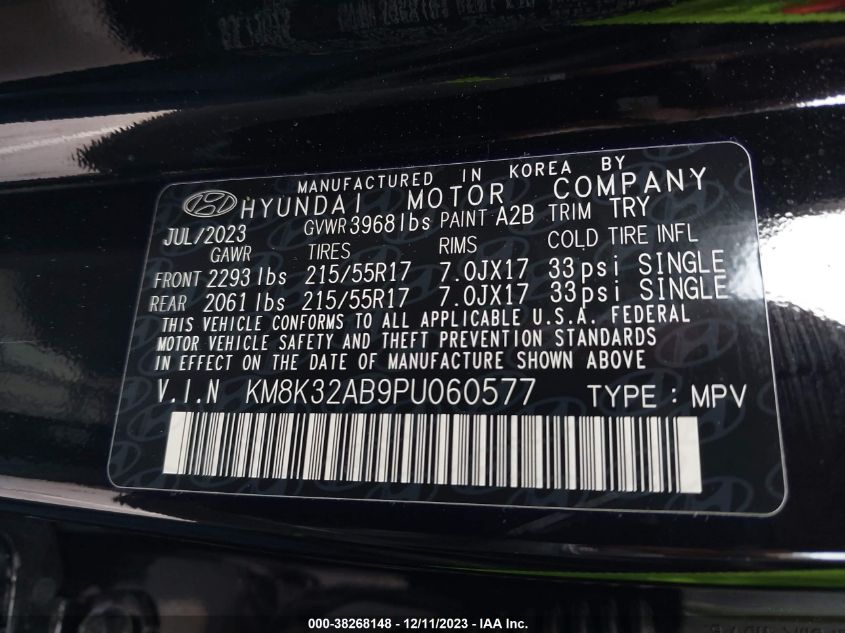 MANUFACTURED IN KOREA BY
HYUNDAI MOTOR COMPANY
JUL/2023 GVWR 3968lbs PAINT A2B TRIM TRY
GAWR TIRES RIMS COLD TIRE INFL
FRONT 2293 lbs 215/55R17 7.0JX17 33psi SINGLE
REAR 2061 lbs 215/55R17 7.0JX17 33psi SINGLE
THIS VEHICLE CONFORMS TO ALL APPLICABLE U.S.A. FEDERAL
MOTOR VEHICLE SAFETY AND THEFT PREVENTION STANDARDS
IN EFFECT ON THE DATE OF MANUFACTURE SHOWN ABOVE
V.I.N KM8K32AB9PU060577 TYPE : MPV
000-38268148 - 12/11/2023 - IAA Inc.